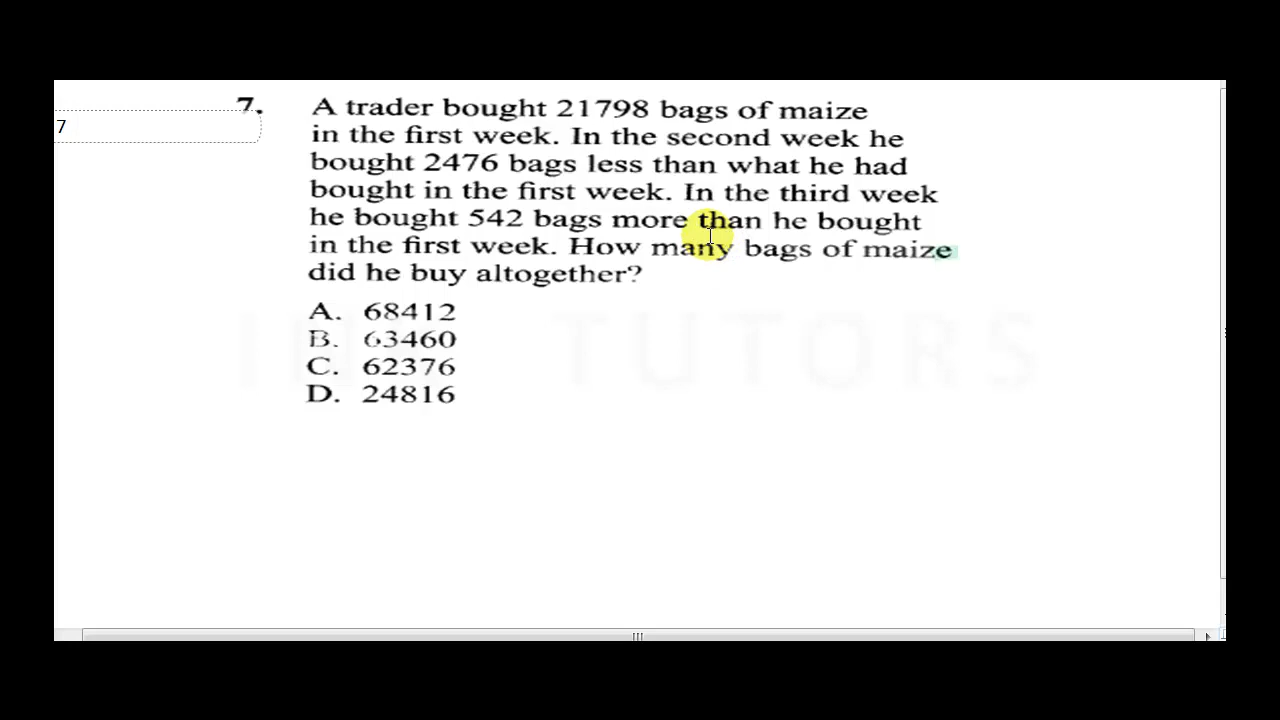 7.
7
A trader bought 21798 bags of maize
in the first week. In the second week he
bought 2476 bags less than what he had
bought in the first week. In the third week
he bought 542 bags more than he bought
in the first week. How many bags of maize
did he buy altogether?
A. 68412
B. 63460
C. 62376
D. 24816
TUTORS